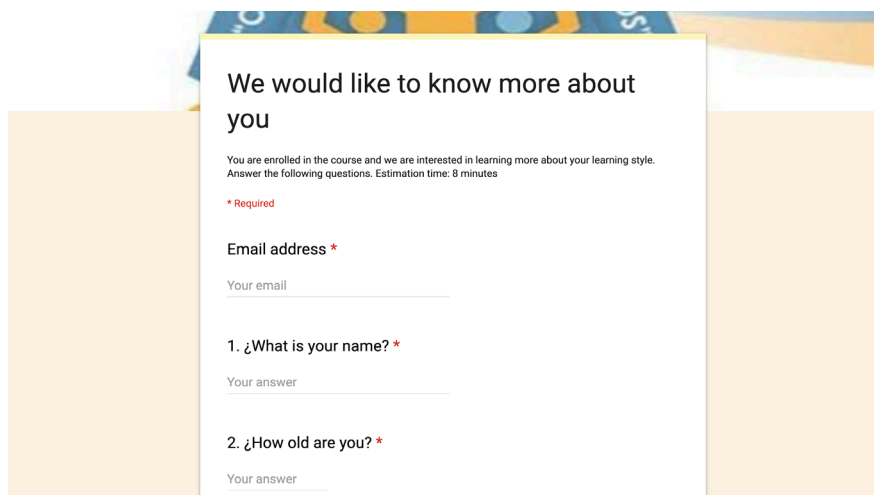 We would like to know more about
you
You are enrolled in the course and we are interested in learning more about your learning style.
Answer the following questions. Estimation time: 8 minutes
* Required
Email address *
Your email
1. ¿What is your name? *
Your answer
2. ¿How old are you? *
Your answer